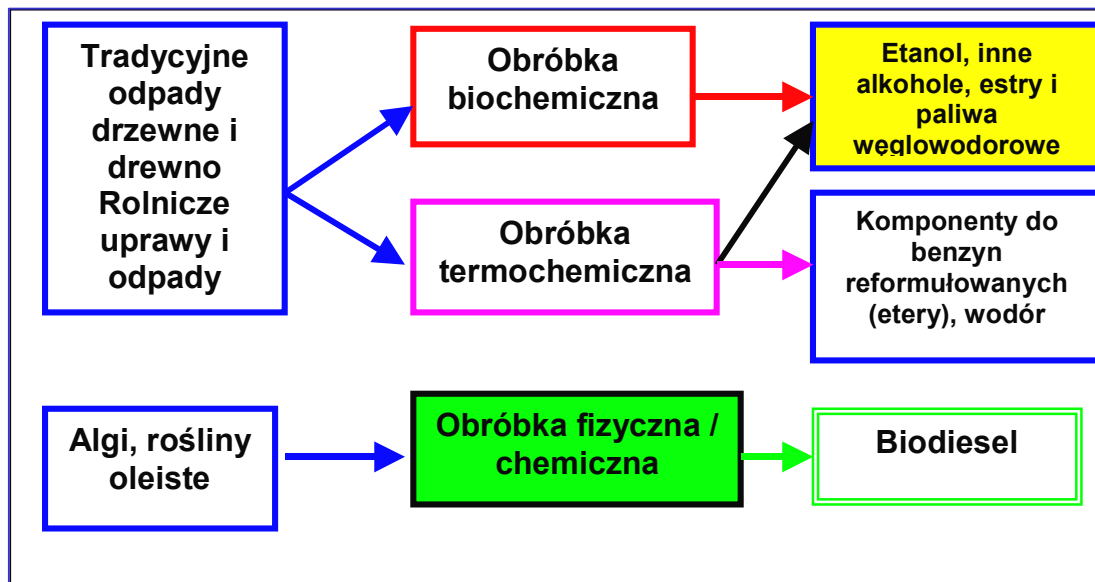 Tradycyjne
odpady
drzewne i
drewno
Rolnicze
uprawy i
odpady
Obróbka
biochemiczna
Etanol, inne
alkohole, estry i
paliwa
węglowodorowe
Obróbka
termochemiczna
Komponenty do
benzyn
reformułowanych
(etery), wodór
Algi, rośliny
oleiste
Obróbka fizyczna /
chemiczna
Biodiesel